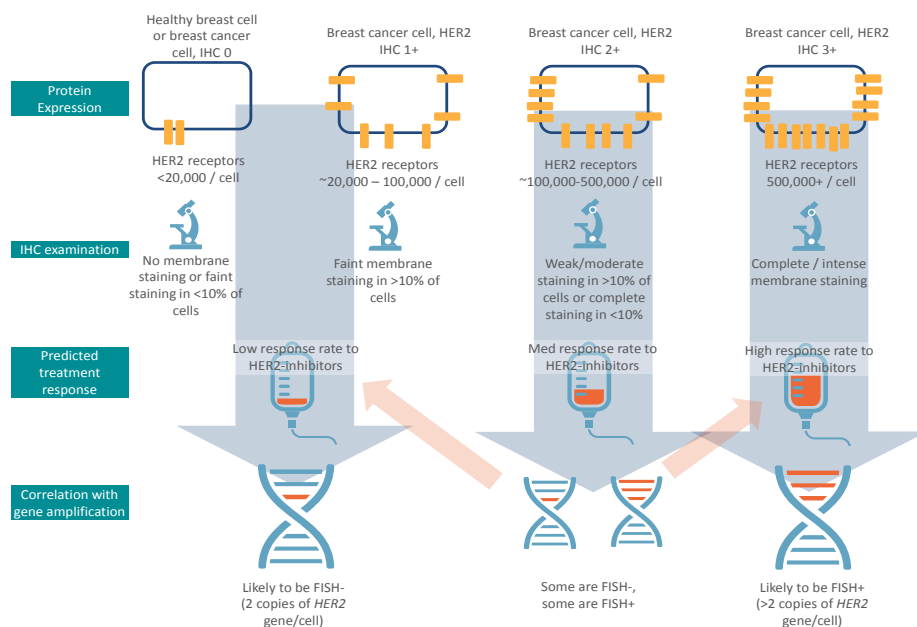 Healthy breast cell
or breast cancer
cell, IHC 0
Breast cancer cell, HER2
IHC 1+
Breast cancer cell, HER2
IHC 2+
Breast cancer cell, HER2
IHC 3+
Protein
Expression
HER2 receptors
<20,000 / cell
HER2 receptors
~20,000 – 100,000 / cell
HER2 receptors
~100,000-500,000 / cell
HER2 receptors
500,000+ / cell
IHC examination
No membrane
staining or faint
staining in <10% of
cells
Faint membrane
staining in >10% of
cells
Weak/moderate
staining in >10% of
cells or complete
staining in <10%
Complete / intense
membrane staining
Predicted
treatment
response
Low response rate to
HER2-Inhibitors
Med response rate to
HER2-Inhibitors
High response rate to
HER2-Inhibitors
Correlation with
gene amplification
Likely to be FISH-
(2 copies of HER2
gene/cell)
Some are FISH-,
some are FISH+
Likely to be FISH+
(>2 copies of HER2
gene/cell)